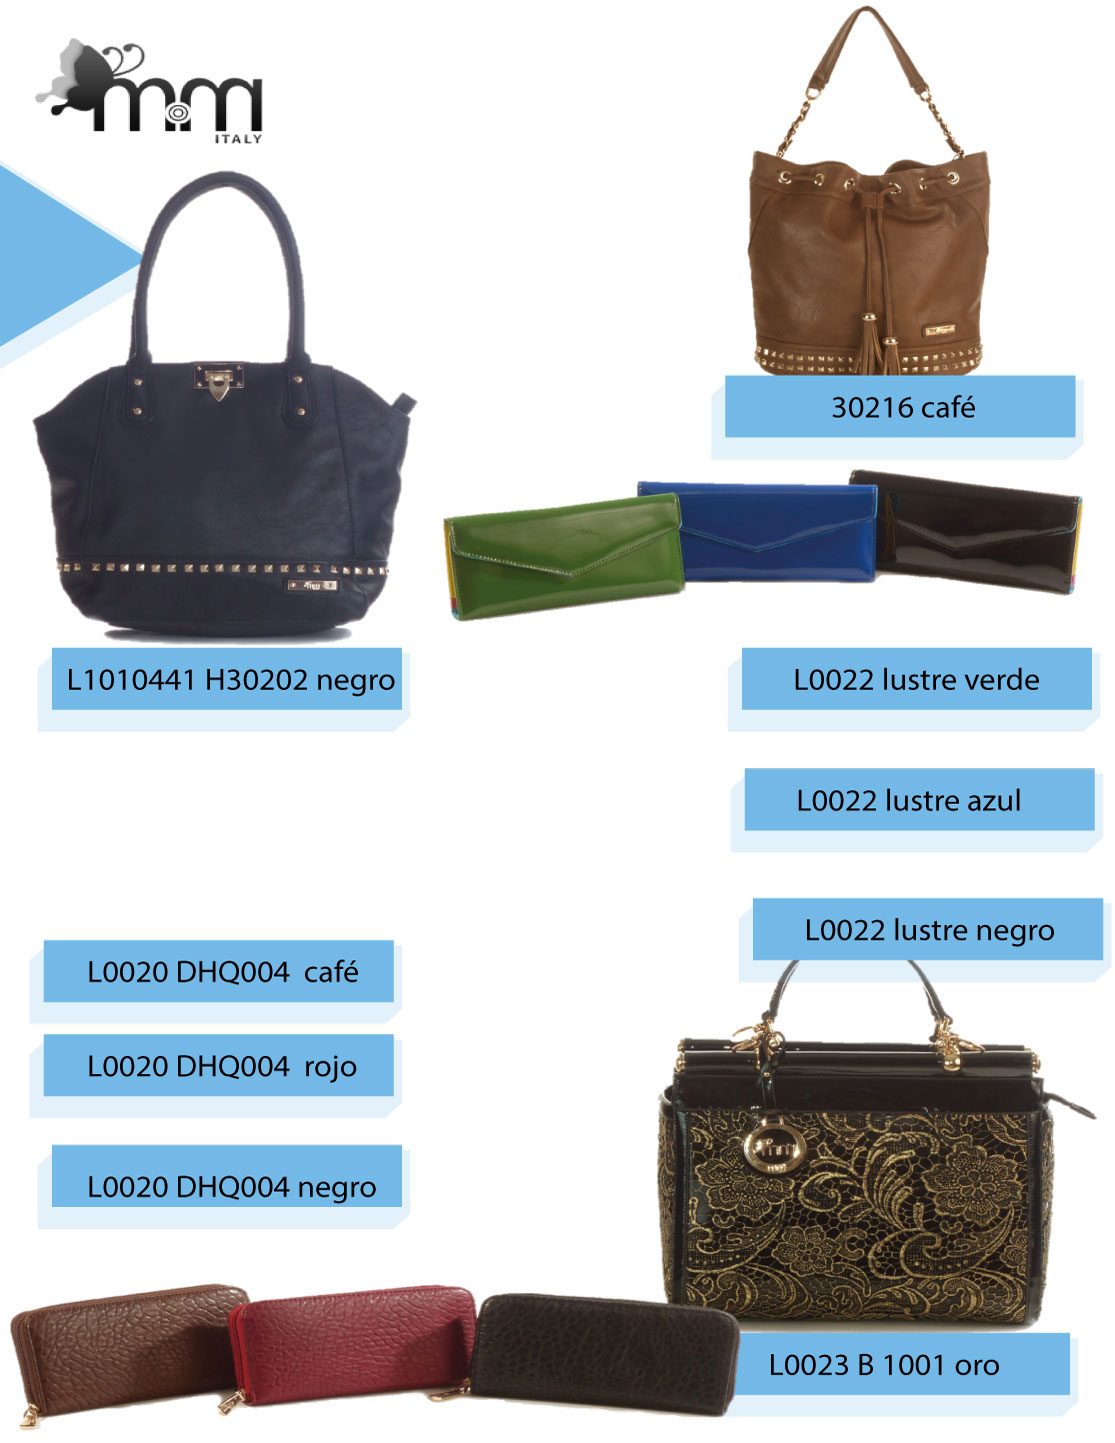 momi
ITALY
30216 café
L1010441 H30202 negro
L0022 lustre verde
L0022 lustre azul
L0022 lustre negro
L0020 DHQ004 café
L0020 DHQ004 rojo
L0020 DHQ004 negro
L0023 B 1001 oro